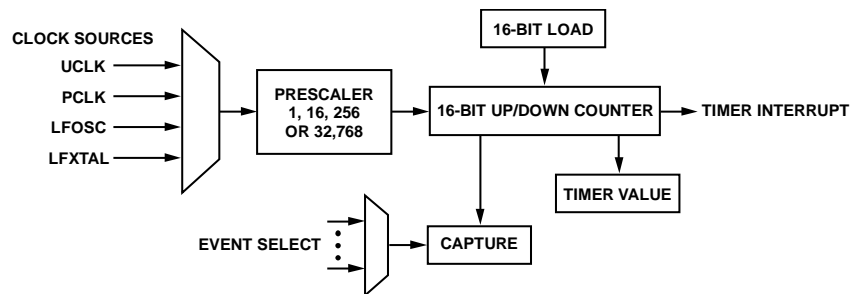 CLOCK SOURCES
UCLK
PCLK
LFOSC
LFXTAL
PRESCALER
1, 16, 256
OR 32,768
16-BIT LOAD
16-BIT UP/DOWN COUNTER
TIMER INTERRUPT
TIMER VALUE
EVENT SELECT
CAPTURE